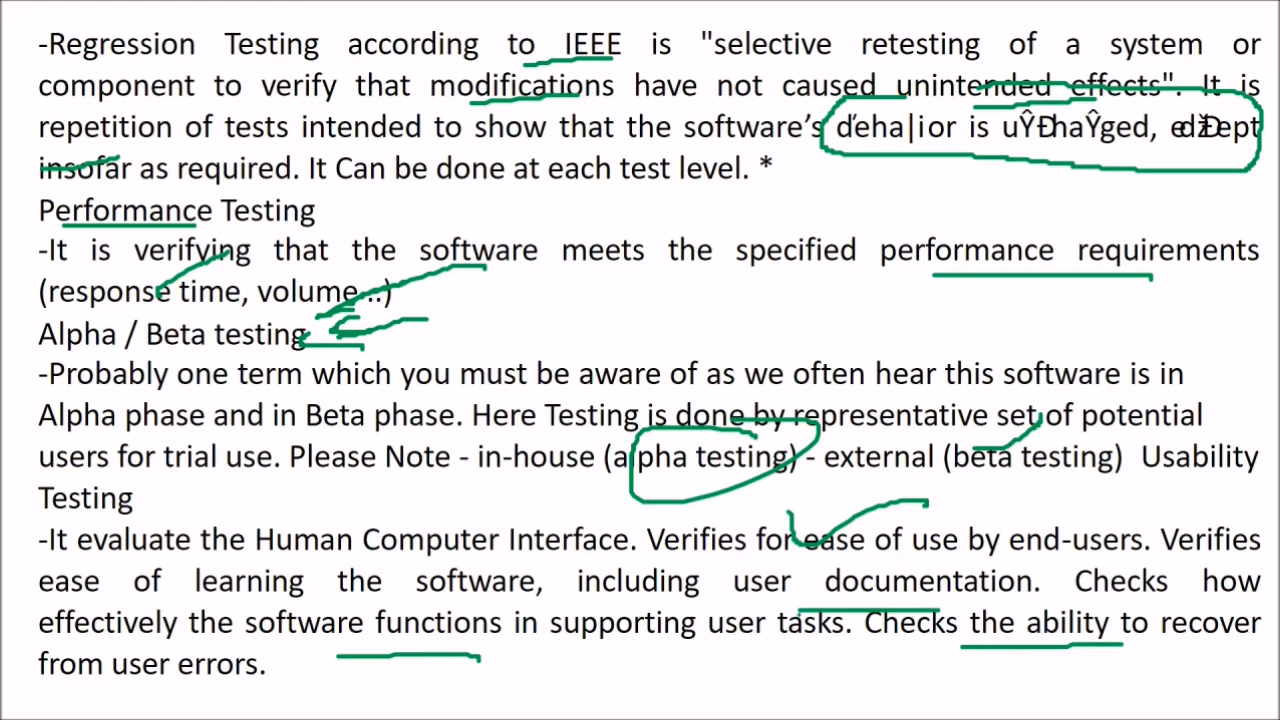 -Regression Testing according to IEEE is "selective retesting of a system or
component to verify that modifications have not caused unintended effects". It is
repetition of tests intended to show that the software’s ďeha|ior is uŶĐhaŶged, edžĐept
insofar as required. It Can be done at each test level. *
Performance Testing
-It is verifying that the software meets the specified performance requirements
(response time, volume…)
Alpha / Beta testing
-Probably one term which you must be aware of as we often hear this software is in
Alpha phase and in Beta phase. Here Testing is done by representative set of potential
users for trial use. Please Note - in-house (alpha testing) - external (beta testing) Usability
Testing
-It evaluate the Human Computer Interface. Verifies for ease of use by end-users. Verifies
ease of learning the software, including user documentation. Checks how
effectively the software functions in supporting user tasks. Checks the ability to recover
from user errors.